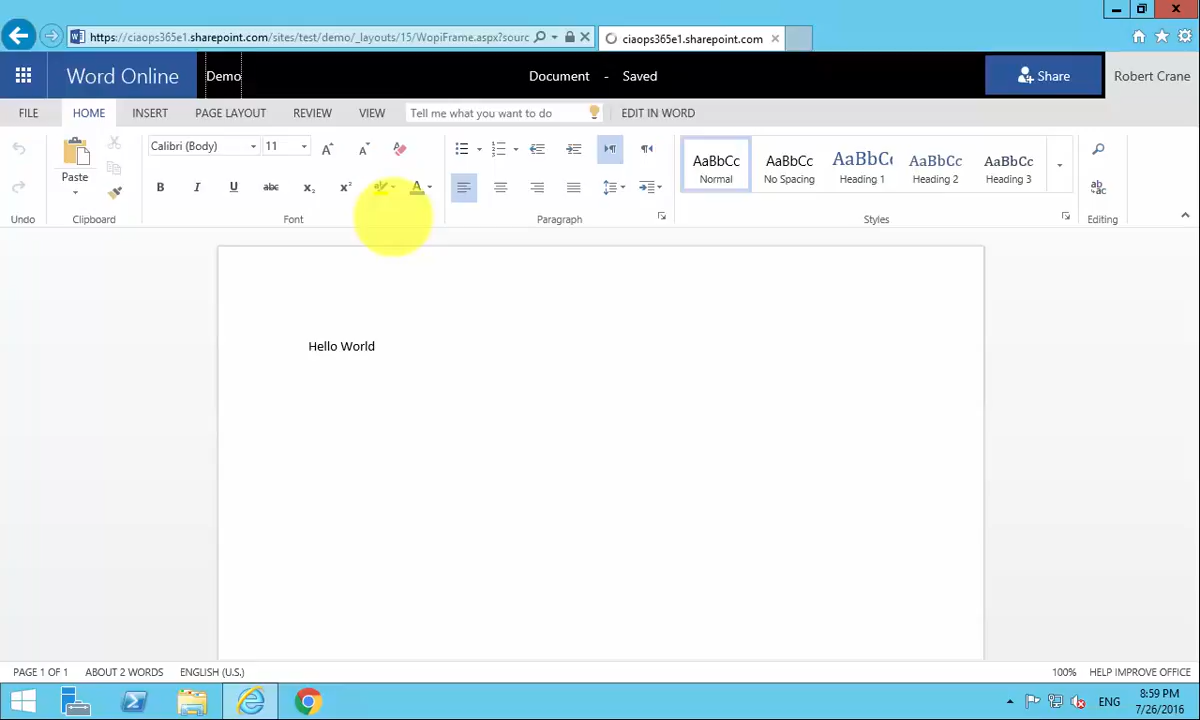 https://ciaops365e1.sharepoint.com/sites/test/demo/_layouts/15/WopiFrame.aspx?sourc
ciaops365e1.sharepoint.com
Word Online
Demo
Document - Saved
Share
Robert Crane
FILE HOME INSERT PAGE LAYOUT REVIEW VIEW Tell me what you want to do EDIT IN WORD
Calibri (Body) 11
Paste
B I U abc x₂ x² A
Undo Clipboard Font Paragraph Styles Editing
AaBbCc AaBbCc AaBbCc AaBbCc AaBbCc
Normal No Spacing Heading 1 Heading 2 Heading 3
Hello World
PAGE 1 OF 1 ABOUT 2 WORDS ENGLISH (U.S.) 100% HELP IMPROVE OFFICE
ENG
8:59 PM
7/26/2016